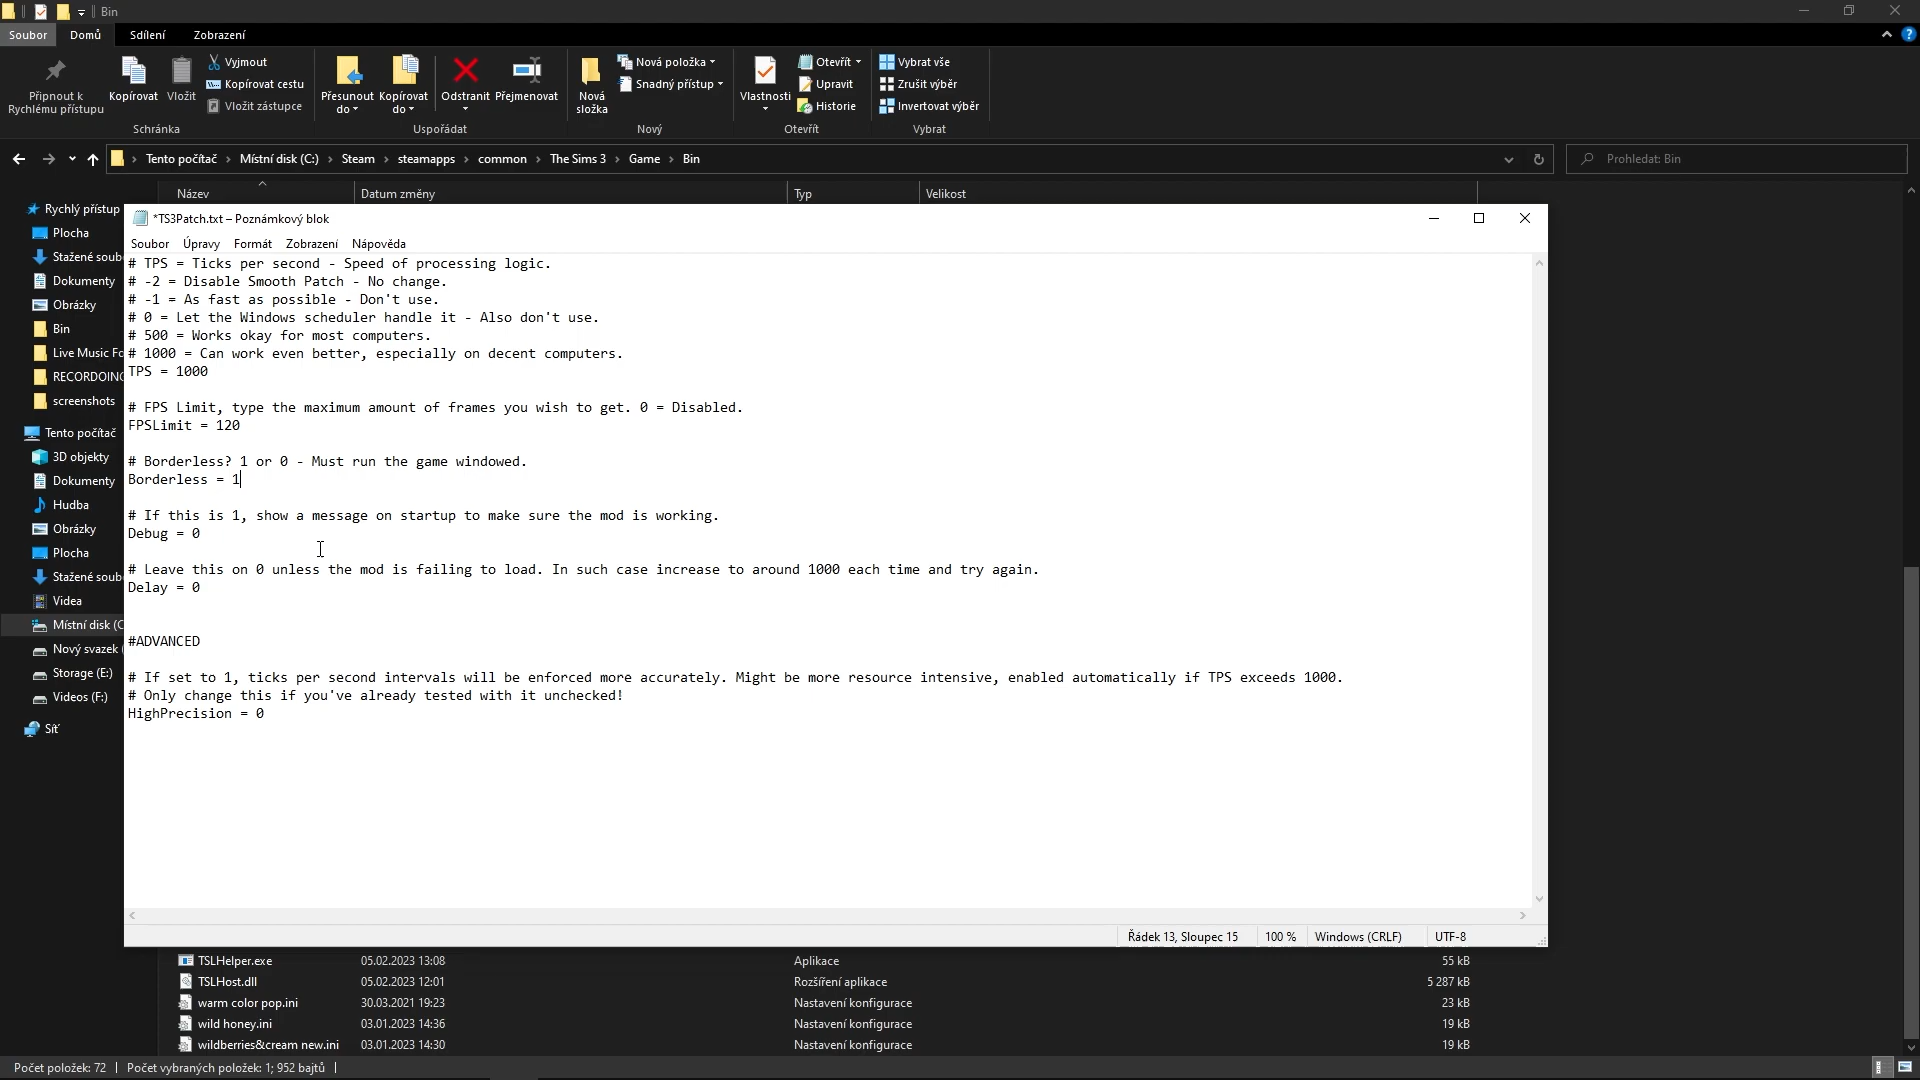 Bin
Soubor Domů Sdílení Zobrazení
Připnout k Rychlému přístupu
Kopírovat
Vložit
Vyjmout
Kopírovat cestu
Vložit zástupce
Schránka
Přesunout do
Kopírovat do
Odstranit
Přejmenovat
Uspořádat
Nová složka
Nová položka
Snadný přístup
Nový
Vlastnosti
Otevřít
Upravit
Historie
Otevřít
Vybrat vše
Zrušit výběr
Invertovat výběr
Vybrat
Tento počítač › Místní disk (C:) › Steam › steamapps › common › The Sims 3 › Game › Bin
Prohledat: Bin
Název Datum změny Typ Velikost
Rychlý přístup
Plocha
Stažené soub
Dokumenty
Obrázky
Bin
Live Music Fo
RECORDOING
screenshots
Tento počítač
3D objekty
Dokumenty
Hudba
Obrázky
Plocha
Stažené soub
Videa
Místní disk (C
Nový svazek (
Storage (E:)
Videos (F:)
Síť
*TS3Patch.txt – Poznámkový blok
Soubor Úpravy Formát Zobrazení Nápověda
# TPS = Ticks per second - Speed of processing logic.
# -2 = Disable Smooth Patch - No change.
# -1 = As fast as possible - Don't use.
# 0 = Let the Windows scheduler handle it - Also don't use.
# 500 = Works okay for most computers.
# 1000 = Can work even better, especially on decent computers.
TPS = 1000
# FPS Limit, type the maximum amount of frames you wish to get. 0 = Disabled.
FPSLimit = 120
# Borderless? 1 or 0 - Must run the game windowed.
Borderless = 1
# If this is 1, show a message on startup to make sure the mod is working.
Debug = 0
# Leave this on 0 unless the mod is failing to load. In such case increase to around 1000 each time and try again.
Delay = 0
#ADVANCED
# If set to 1, ticks per second intervals will be enforced more accurately. Might be more resource intensive, enabled automatically if TPS exceeds 1000.
# Only change this if you've already tested with it unchecked!
HighPrecision = 0
Řádek 13, Sloupec 15 100 % Windows (CRLF) UTF-8
TSLHelper.exe 05.02.2023 13:08 Aplikace 55 kB
TSLHost.dll 05.02.2023 12:01 Rozšíření aplikace 5 287 kB
warm color pop.ini 30.03.2021 19:23 Nastavení konfigurace 23 kB
wild honey.ini 03.01.2023 14:36 Nastavení konfigurace 19 kB
wildberries&cream new.ini 03.01.2023 14:30 Nastavení konfigurace 19 kB
Počet položek: 72 Počet vybraných položek: 1; 952 bajtů